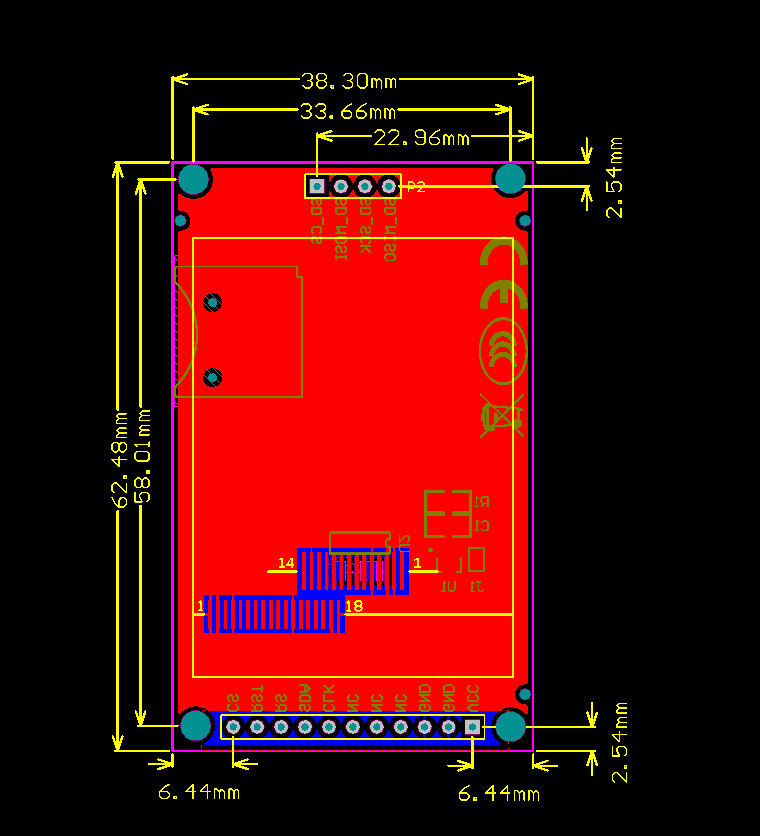 38.30mm
33.66mm
22.96mm
2.54mm
P2
SD_CS
SD_MOSI
SD_SCK
SD_MISO
CE
62.48mm
58.01mm
R1
C1
U2
14
1
U1
J1
1
18
CS
RST
RS
SDA
CLK
NC
NC
NC
GND
GND
VCC
2.54mm
6.44mm
6.44mm